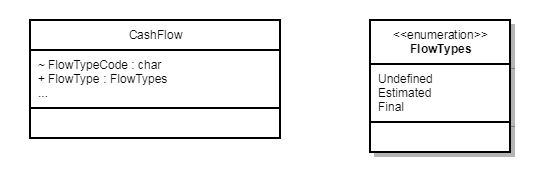 CashFlow
~ FlowTypeCode : char
+ FlowType : FlowTypes
...
<<enumeration>>
FlowTypes
Undefined
Estimated
Final